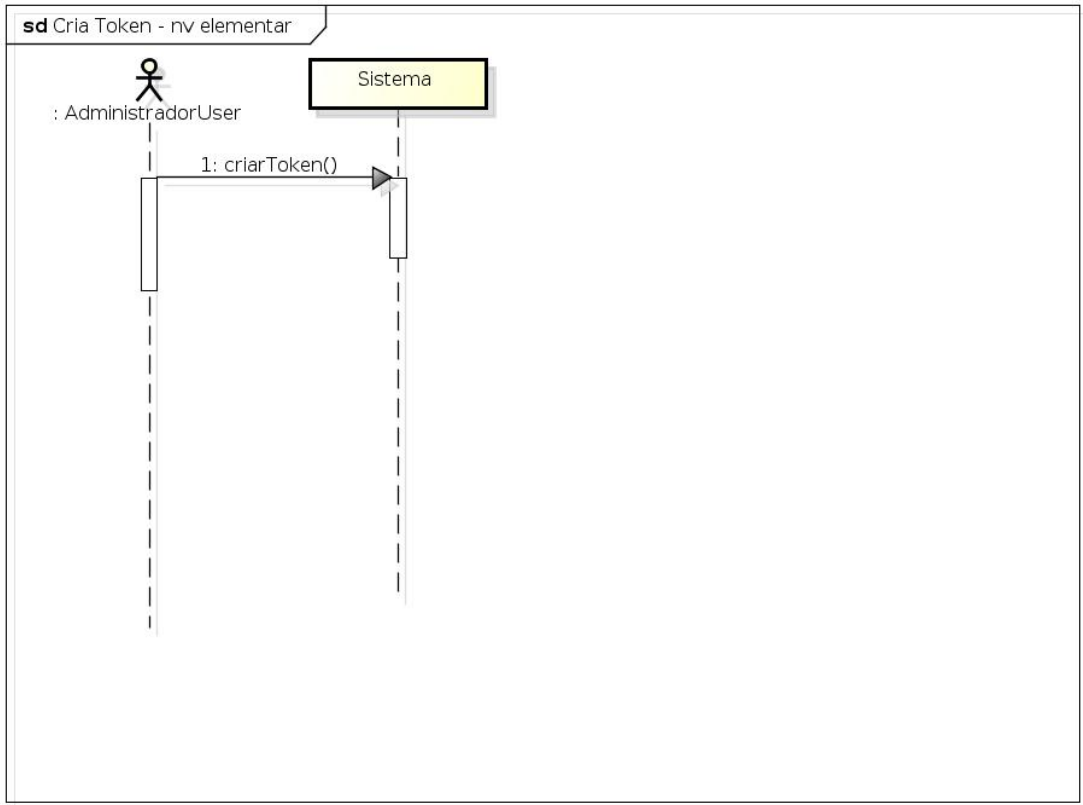 sd Cria Token - nv elementar
: AdministradorUser
Sistema
1: criarToken()